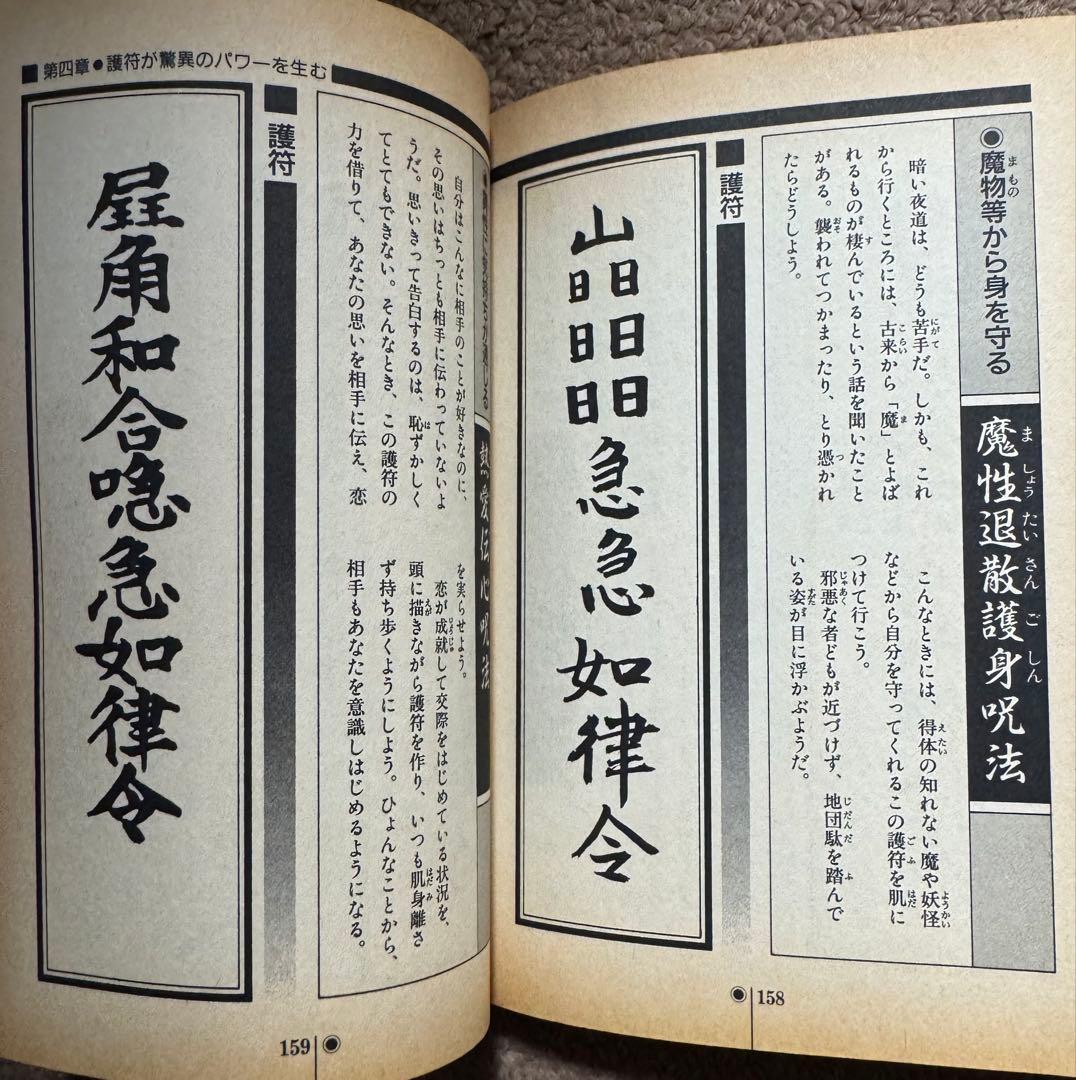 ●魔物等から身を守る
魔性退散護身呪法
暗い夜道は、どうも苦手だ。しかも、これ
から行くところには、古来から「魔」とよば
れるものが棲んでいるという話を聞いたこと
がある。襲われてつかまったり、とり憑かれ
たらどうしよう。
こんなときには、得体の知れない魔や妖怪
などから自分を守ってくれるこの護符を肌に
つけて行こう。
邪悪な者どもが近づけず、地団駄を踏んで
いる姿が目に浮かぶようだ。
■護符
急急如律令
158
■第四章●護符が驚異のパワーを生む
熱愛伝心呪法
自分はこんなに相手のことが好きなのに、
その思いはちっとも相手に伝わっていないよ
うだ。思いきって告白するのは、恥ずかしく
てとてもできない。そんなとき、この護符の
力を借りて、あなたの思いを相手に伝え、恋
を実らせよう。
恋が成就して交際をはじめている状況を、
頭に描きながら護符を作り、いつも肌身離さ
ず持ち歩くようにしよう。ひょんなことから、
相手もあなたを意識しはじめるようになる。
■護符
角和合喼急如律令
159